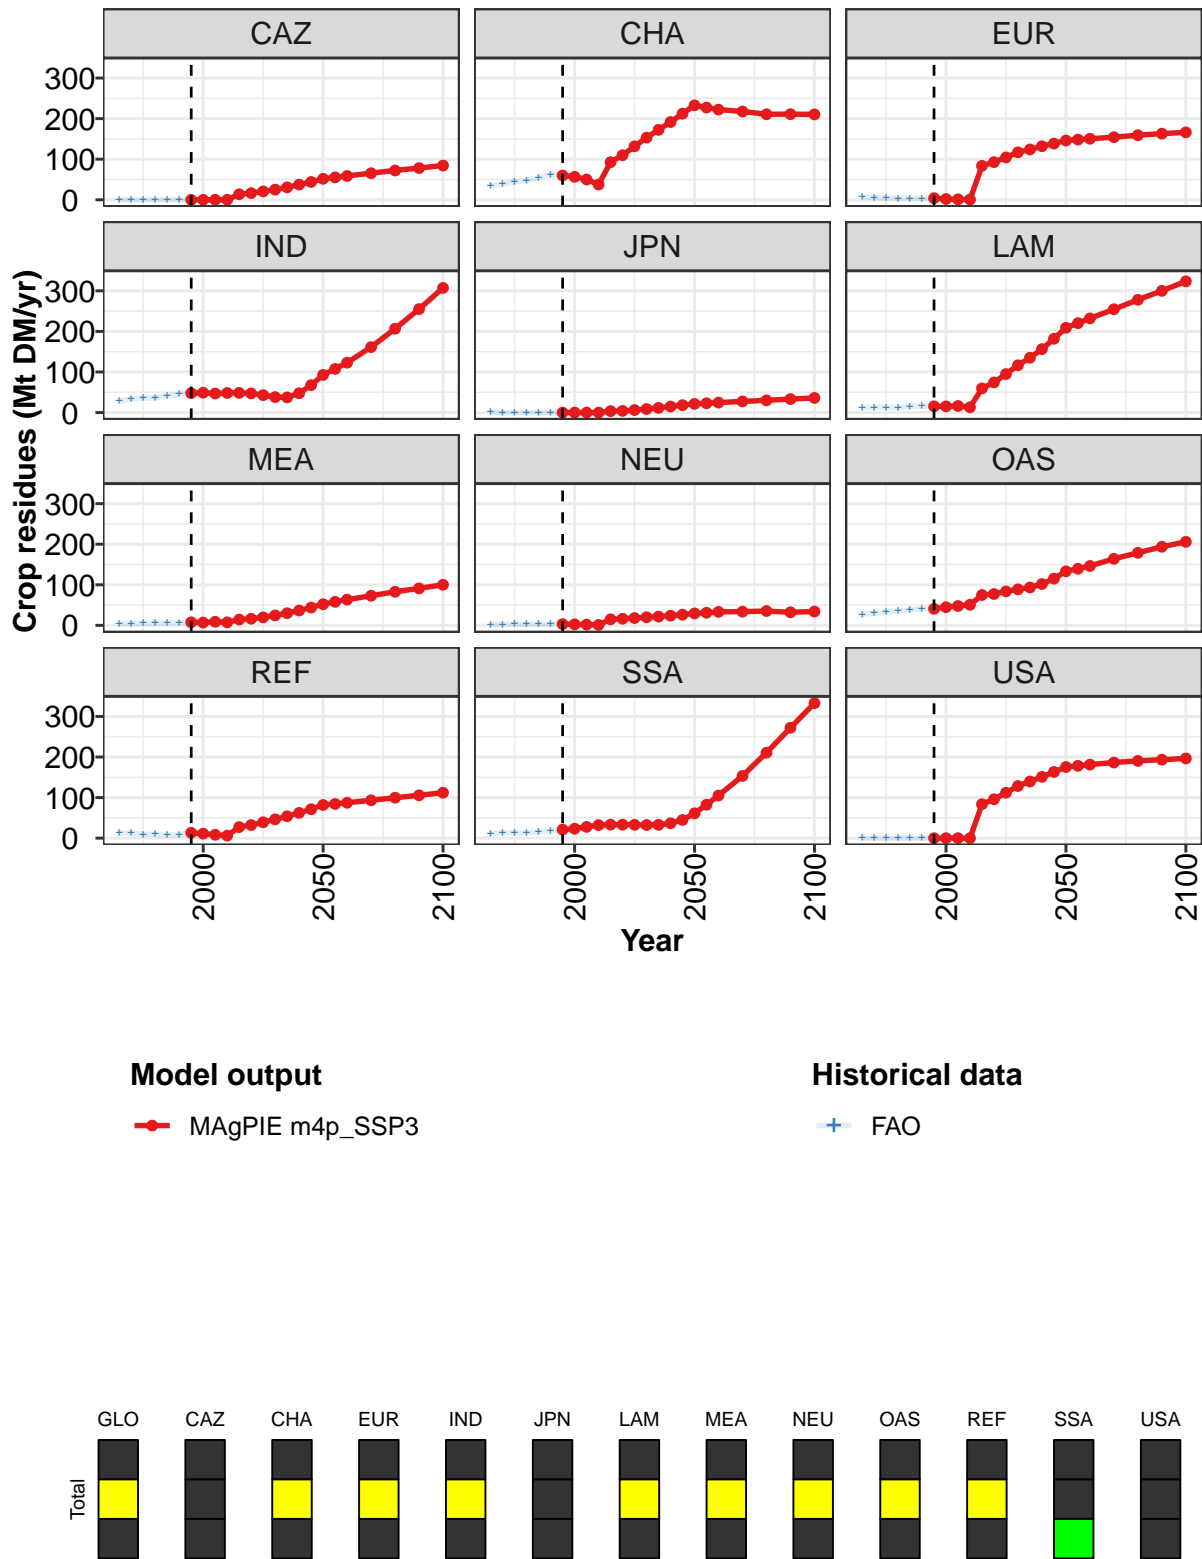 CAZ CHA EUR
300
200
100
0
IND JPN LAM
300
200
100
0
MEA NEU OAS
300
200
100
0
REF SSA USA
300
200
100
0
Crop residues (Mt DM/yr)
2000 2050 2100 2000 2050 2100 2000 2050 2100
Year
Model output Historical data
MAgPIE m4p_SSP3 FAO
GLO CAZ CHA EUR IND JPN LAM MEA NEU OAS REF SSA USA
Total